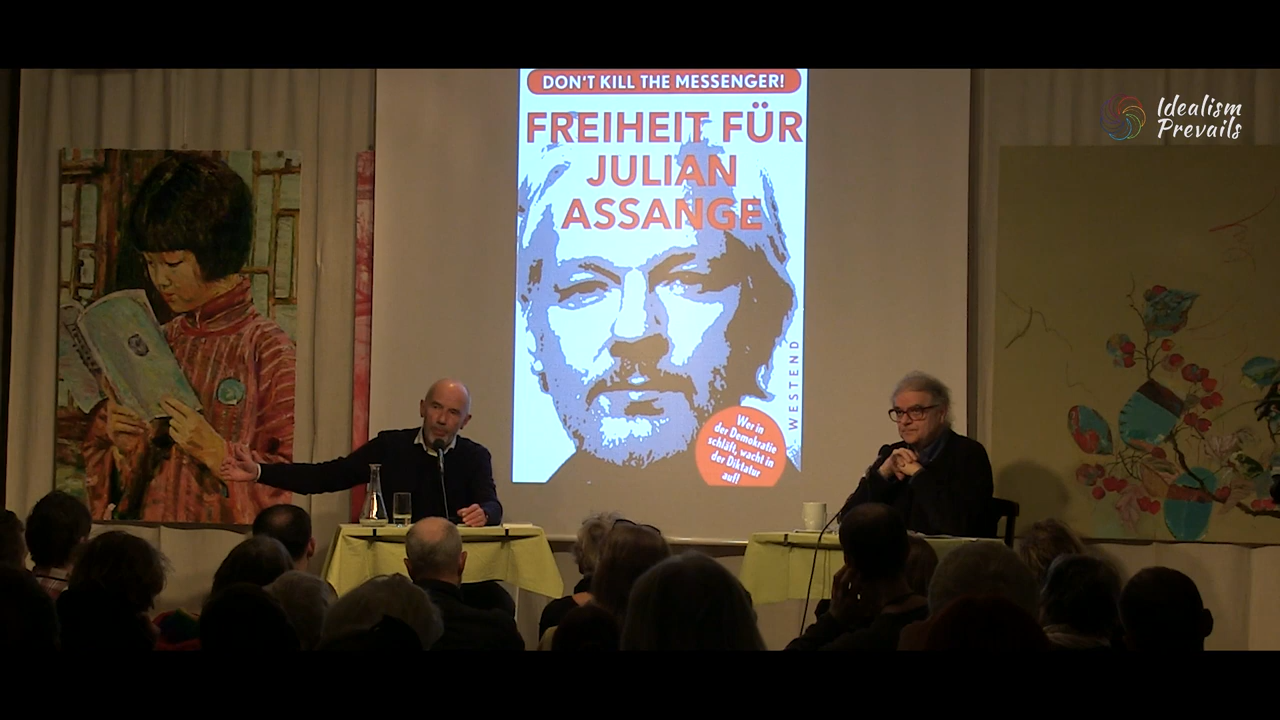 DON'T KILL THE MESSENGER!
FREIHEIT FÜR
JULIAN
ASSANGE
WESTEND
Wer in
der Demokratie
schläft, wacht in
der Diktatur
auf!
Idealism
Prevails